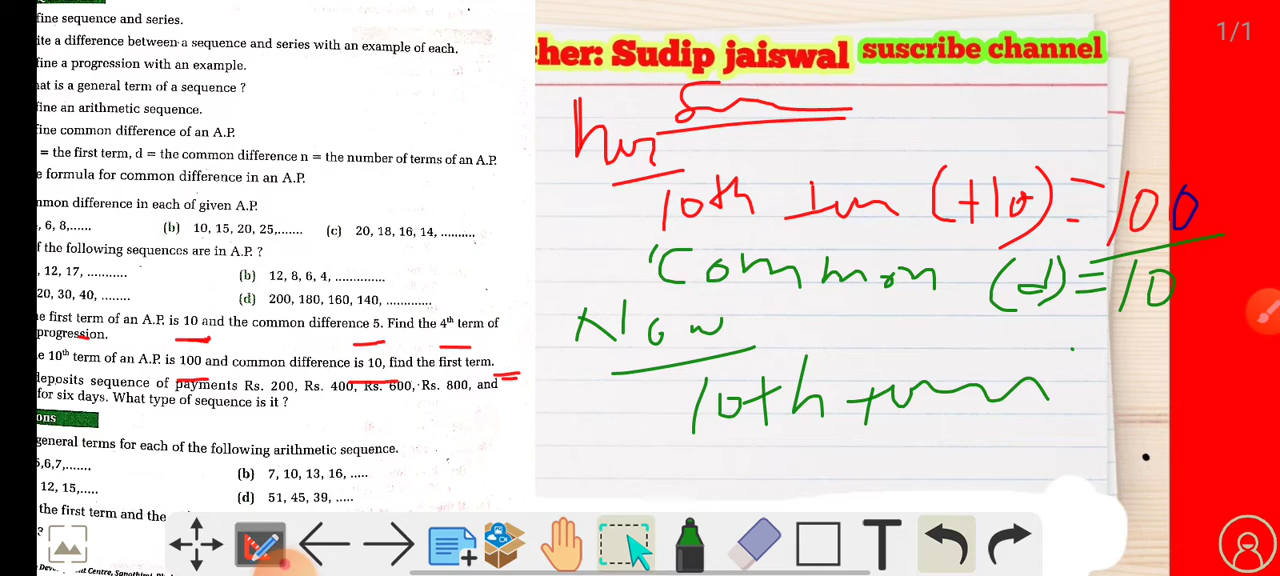 fine sequence and series.
ite a difference between a sequence and series with an example of each.
fine a progression with an example.
at is a general term of a sequence ?
fine an arithmetic sequence.
fine common difference of an A.P.
= the first term, d = the common difference n = the number of terms of an A.P.
e formula for common difference in an A.P.
mmon difference in each of given A.P.
, 6, 8,...... (b) 10, 15, 20, 25,....... (c) 20, 18, 16, 14, ..........
f the following sequences are in A.P. ?
, 12, 17, ........... (b) 12, 8, 6, 4, .............
20, 30, 40, ........ (d) 200, 180, 160, 140, ............
e first term of an A.P. is 10 and the common difference 5. Find the 4th term of
progression.
e 10th term of an A.P. is 100 and common difference is 10, find the first term.
deposits sequence of payments Rs. 200, Rs. 400, Rs. 600, Rs. 800, and
for six days. What type of sequence is it ?
ons
general terms for each of the following arithmetic sequence.
5,6,7,....... (b) 7, 10, 13, 16, .....
12, 15,..... (d) 51, 45, 39, .....
the first term and the
?
her: Sudip jaiswal suscribe channel
10th term (t10) = 100
Common (d) = 10
Now
10th term
1/1
T